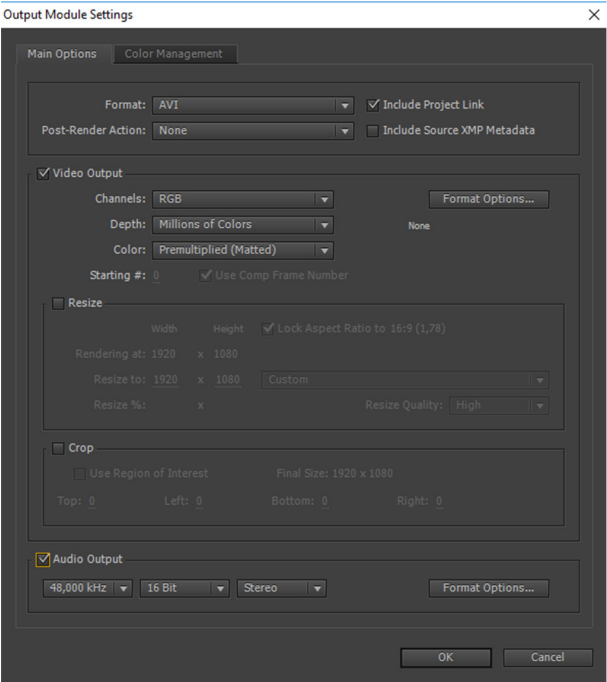 Output Module Settings
Main Options Color Management
Format: AVI Include Project Link
Post-Render Action: None Include Source XMP Metadata
Video Output
Channels: RGB Format Options...
Depth: Millions of Colors None
Color: Premultiplied (Matted)
Starting #: 0 Use Comp Frame Number
Resize
Width Height Lock Aspect Ratio to 16:9 (1,78)
Rendering at: 1920 x 1080
Resize to: 1920 x 1080 Custom
Resize %: x Resize Quality: High
Crop
Use Region of Interest Final Size: 1920 x 1080
Top: 0 Left: 0 Bottom: 0 Right: 0
Audio Output
48,000 kHz 16 Bit Stereo Format Options...
OK Cancel